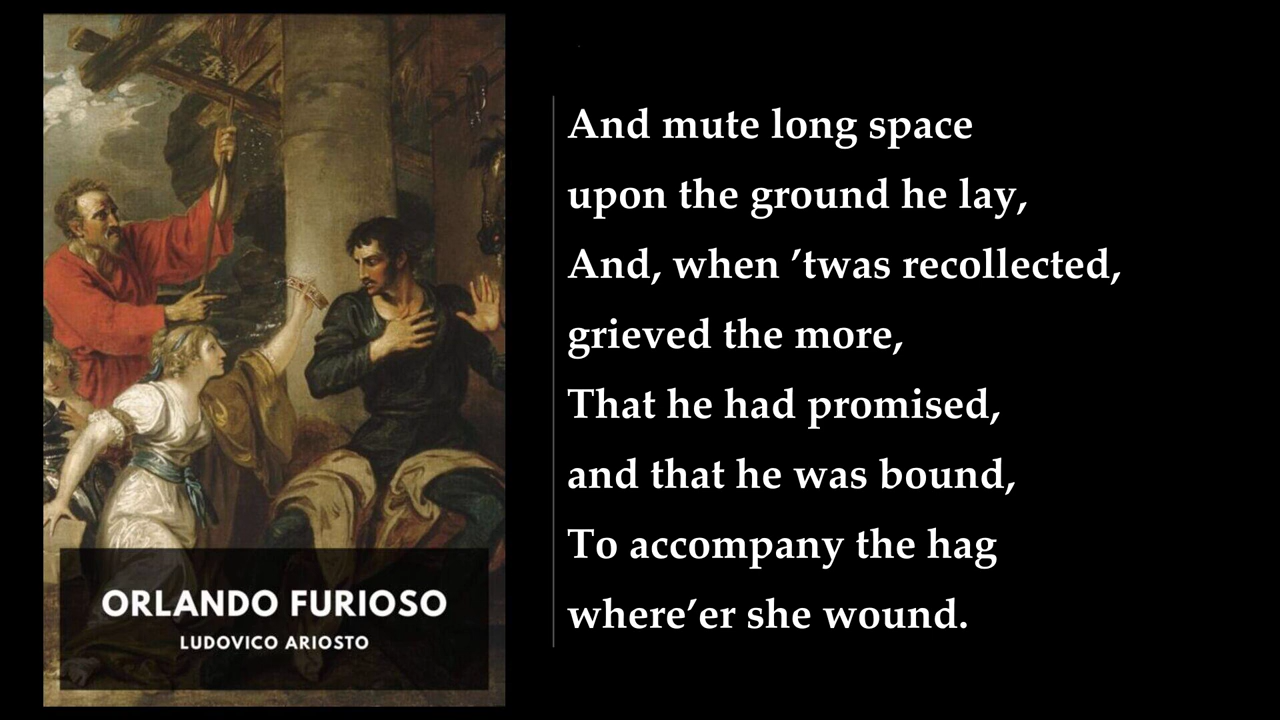 And mute long space
upon the ground he lay,
And, when ’twas recollected,
grieved the more,
That he had promised,
and that he was bound,
To accompany the hag
where’er she wound.
ORLANDO FURIOSO
LUDOVICO ARIOSTO